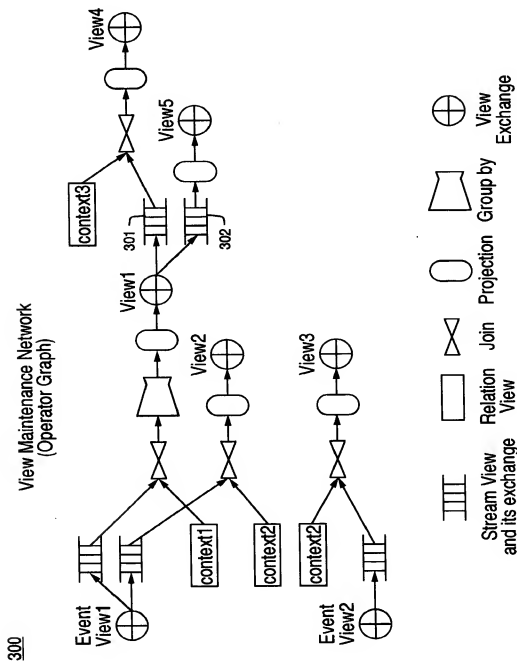 300
View Maintenance Network
(Operator Graph)
Event
View1
context1
context2
View1
View2
301
302
context3
View4
View5
Event
View2
context2
View3
Stream View
and its exchange
Relation
View
Join
Projection
Group by
View
Exchange